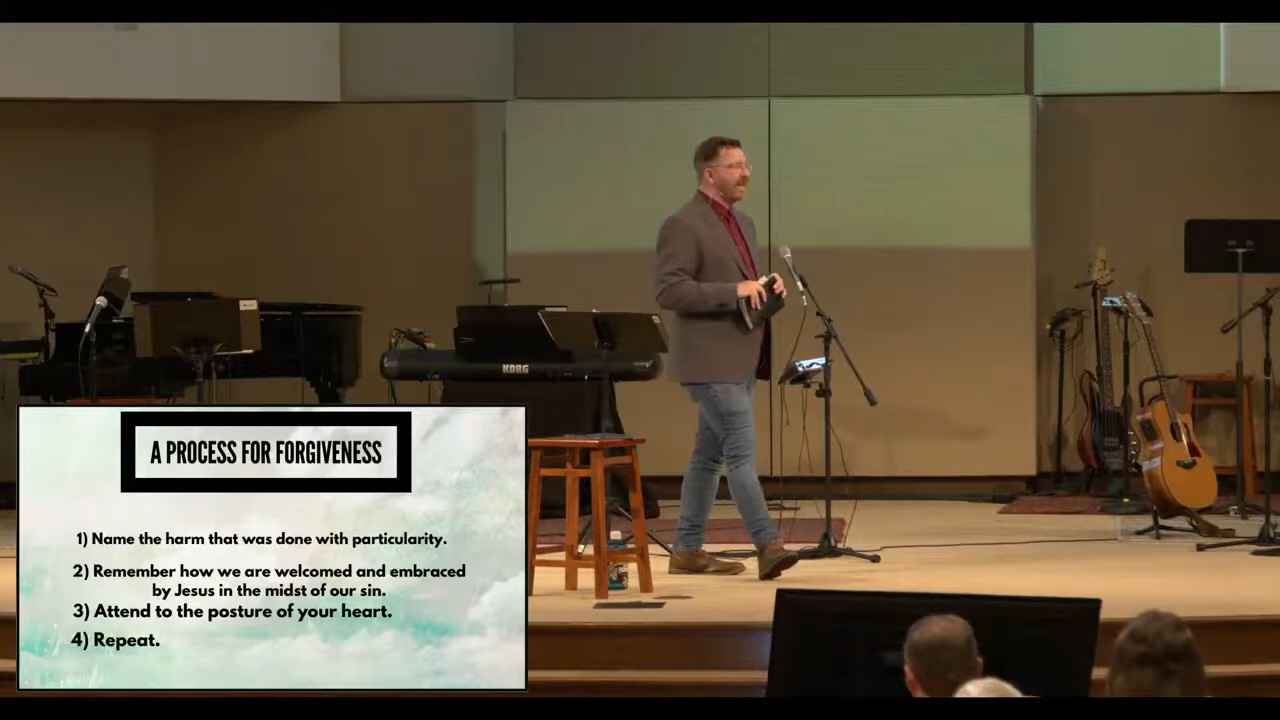 KORG
A PROCESS FOR FORGIVENESS
1) Name the harm that was done with particularity.
2) Remember how we are welcomed and embraced
by Jesus in the midst of our sin.
3) Attend to the posture of your heart.
4) Repeat.